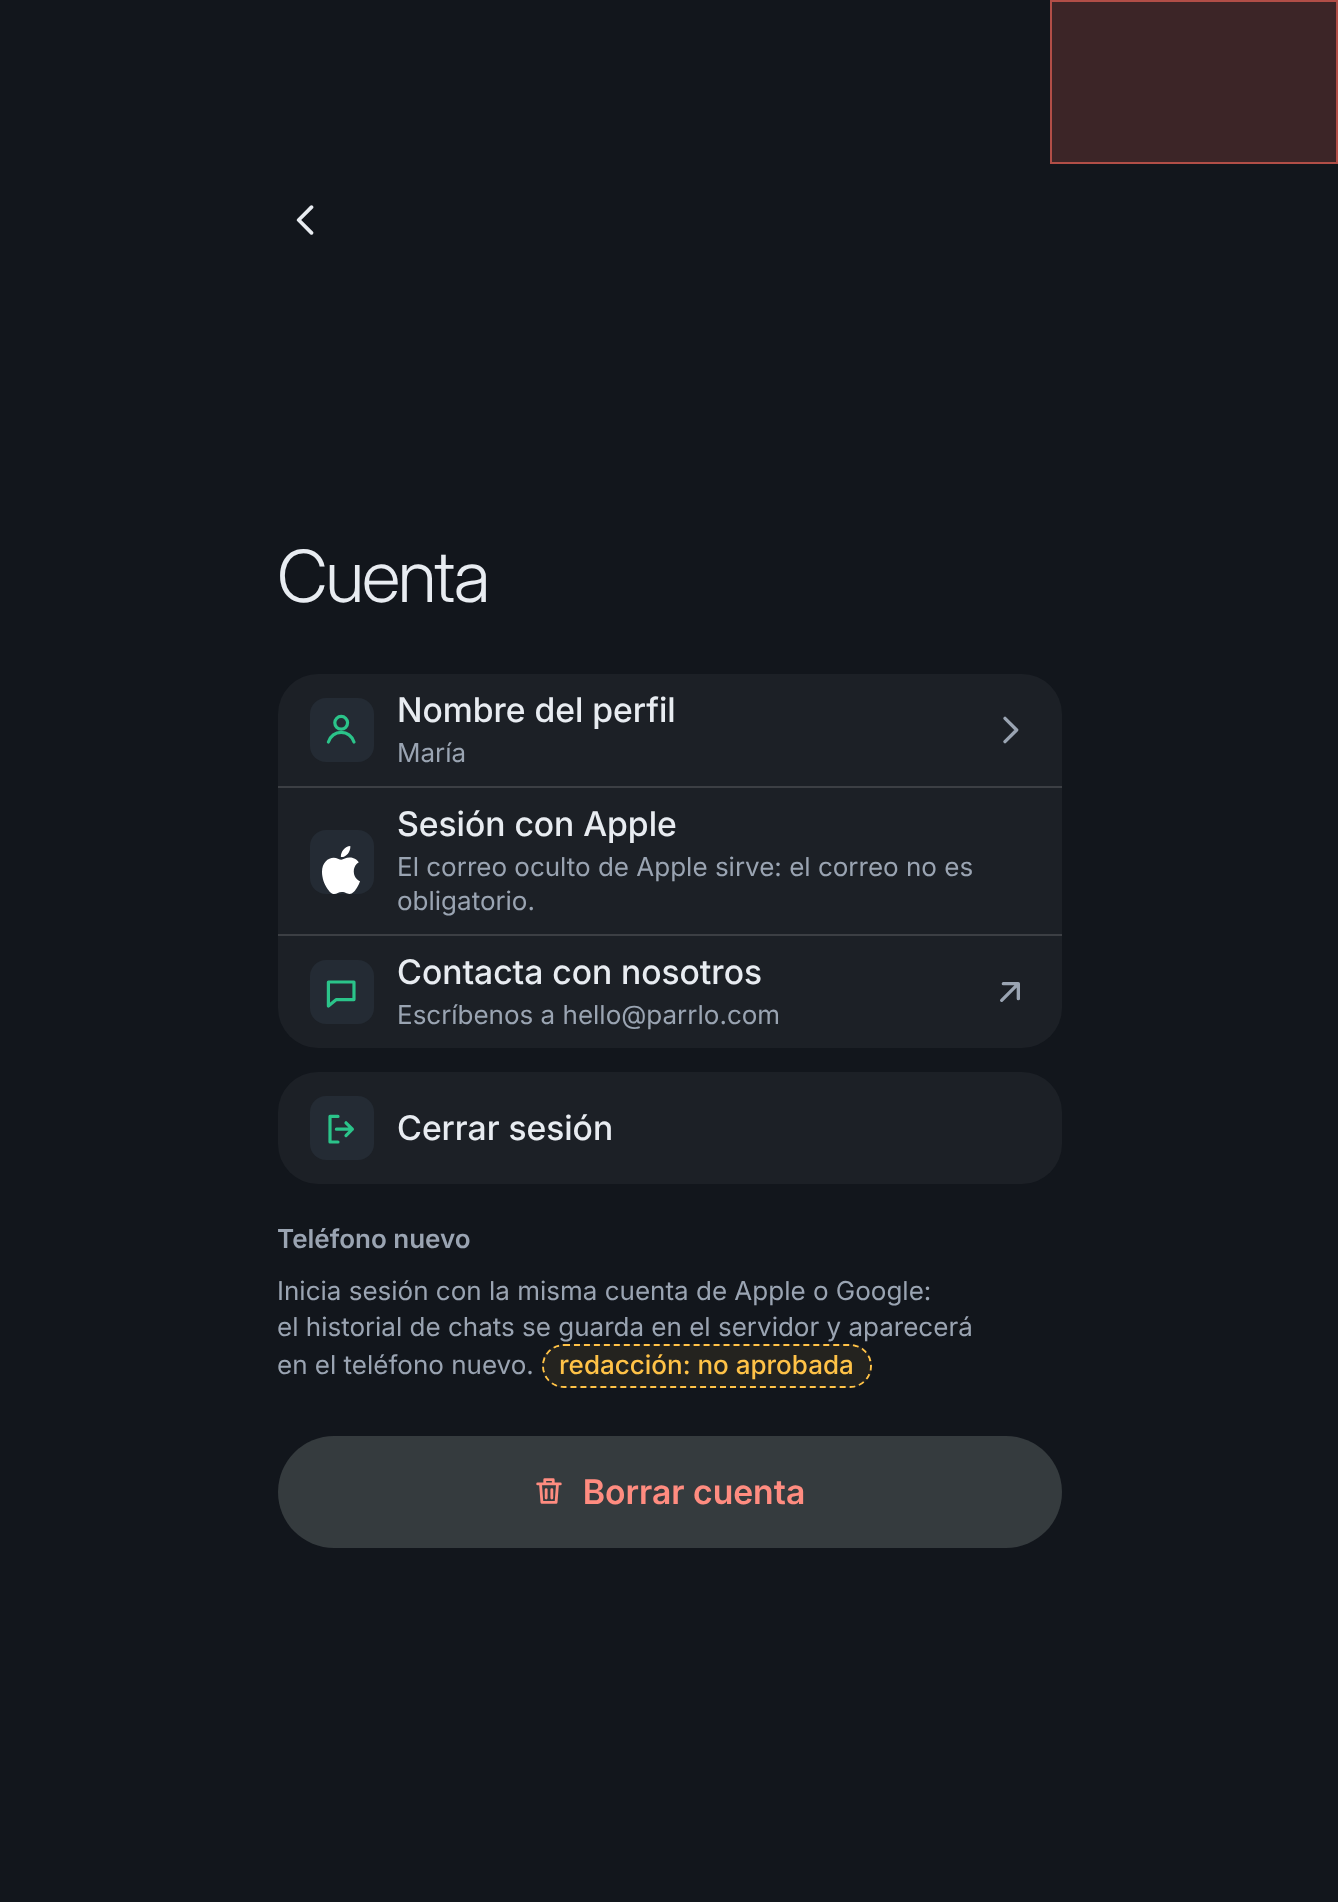 Cuenta
Nombre del perfil
María
Sesión con Apple
El correo oculto de Apple sirve: el correo no es
obligatorio.
Contacta con nosotros
Escríbenos a hello@parrlo.com
Cerrar sesión
Teléfono nuevo
Inicia sesión con la misma cuenta de Apple o Google:
el historial de chats se guarda en el servidor y aparecerá
en el teléfono nuevo. redacción: no aprobada
Borrar cuenta